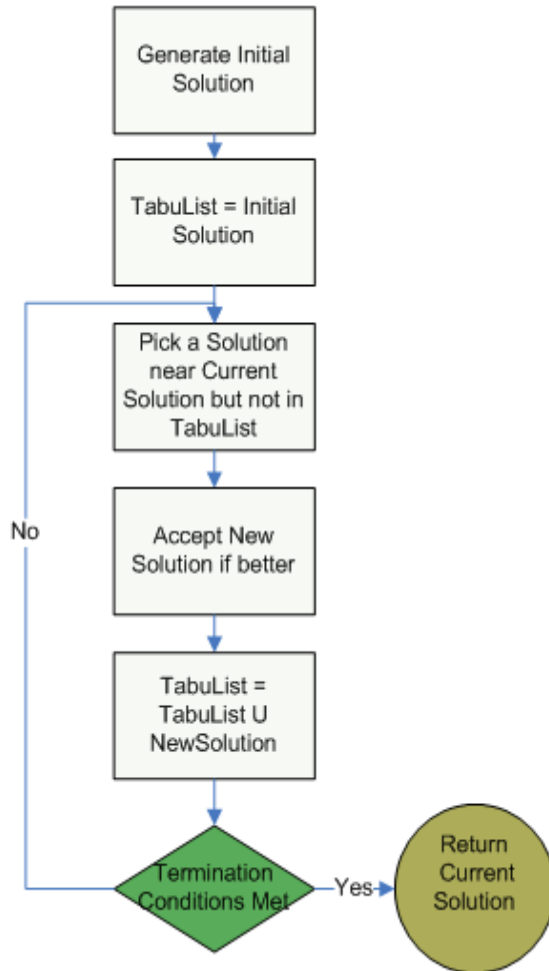 Generate Initial
Solution
TabuList = Initial
Solution
Pick a Solution
near Current
Solution but not in
TabuList
No
Accept New
Solution if better
TabuList =
TabuList U
NewSolution
Termination
Conditions Met
Yes
Return
Current
Solution